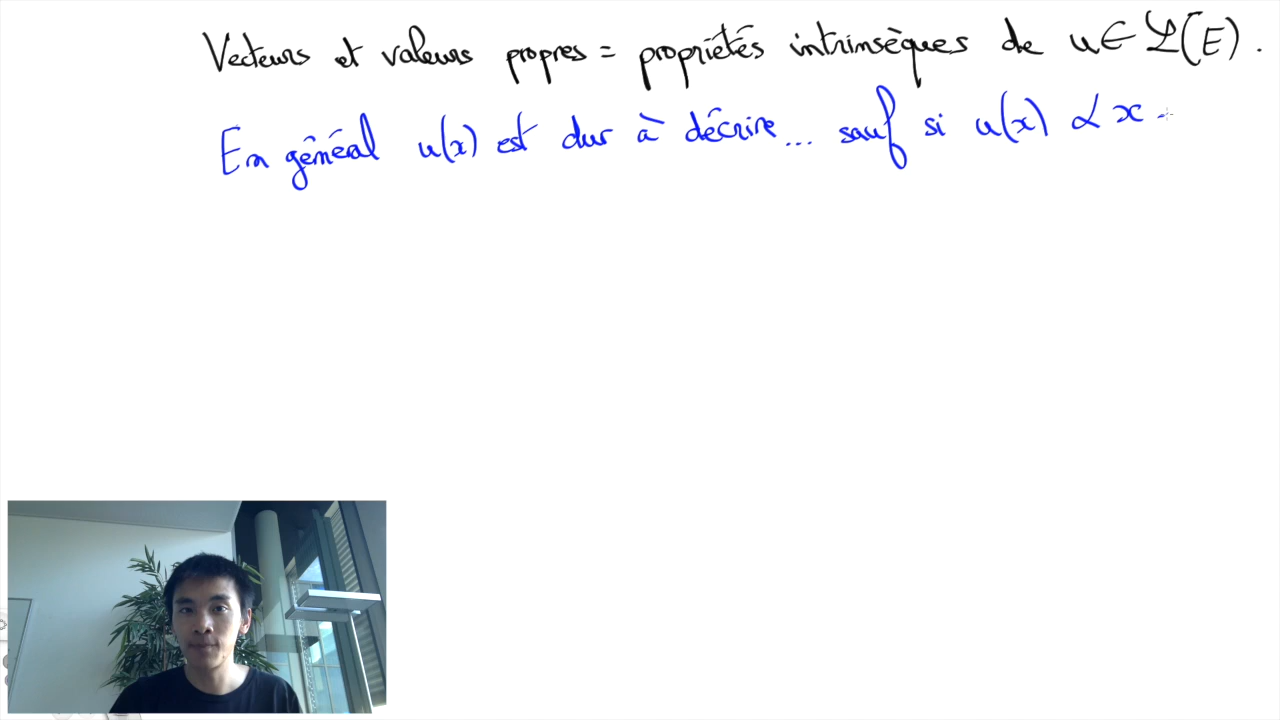 Vecteurs et valeurs propres = propriétés intrinsèques de u ∈ ℒ(E).
En général u(x) est dur à décrire... sauf si u(x) ∝ x.